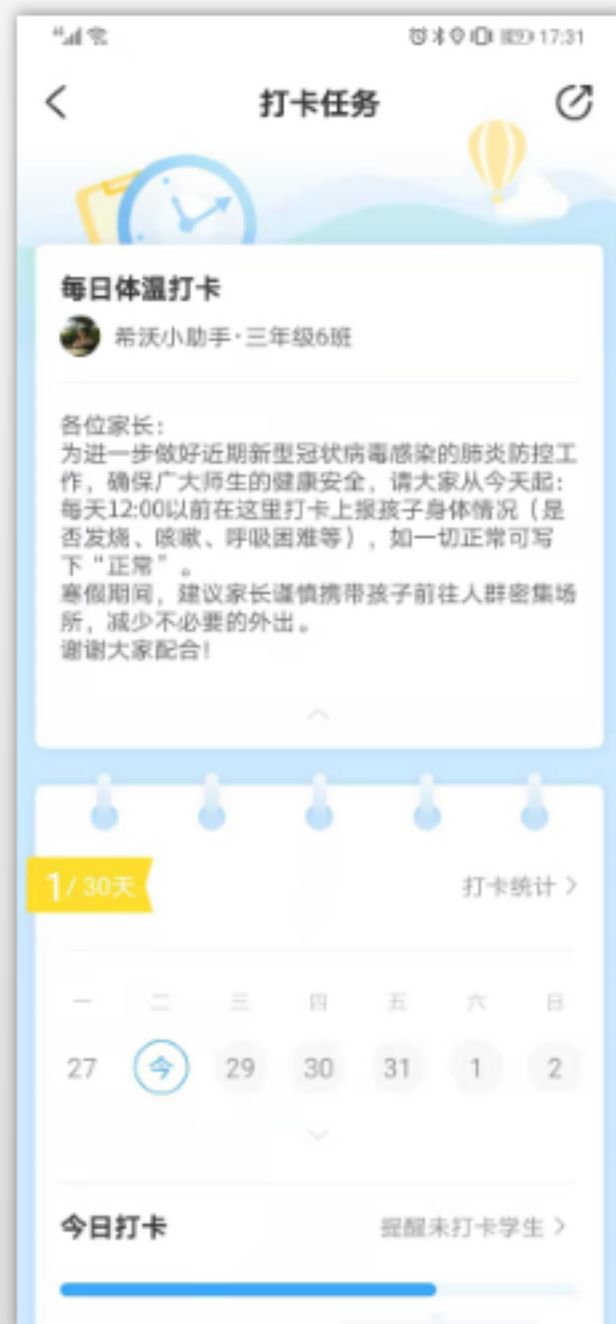 17:31
打卡任务
每日体温打卡
希沃小助手·三年级6班
各位家长：
为进一步做好近期新型冠状病毒感染的肺炎防控工
作，确保广大师生的健康安全，请大家从今天起：
每天12:00以前在这里打卡上报孩子身体情况（是
否发烧、咳嗽、呼吸困难等），如一切正常可写
下“正常”。
寒假期间，建议家长谨慎携带孩子前往人群密集场
所，减少不必要的外出。
谢谢大家配合！
1/30天
打卡统计
一 二 三 四 五 六 日
27 今 29 30 31 1 2
今日打卡
提醒未打卡学生